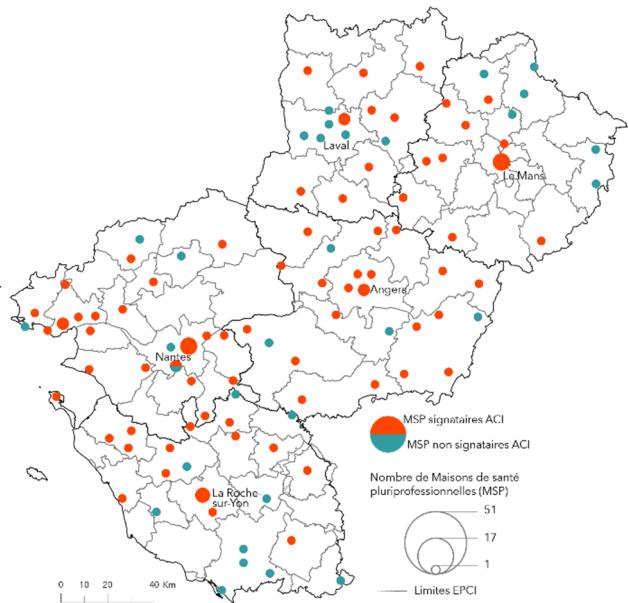 Laval
Le Mans
Angers
Nantes
MSP signataires ACI
MSP non signataires ACI
La Roche
sur-Yon
Nombre de Maisons de santé
pluriprofessionnelles (MSP)
51
17
1
0 10 20 40 Km
Limites EPCI